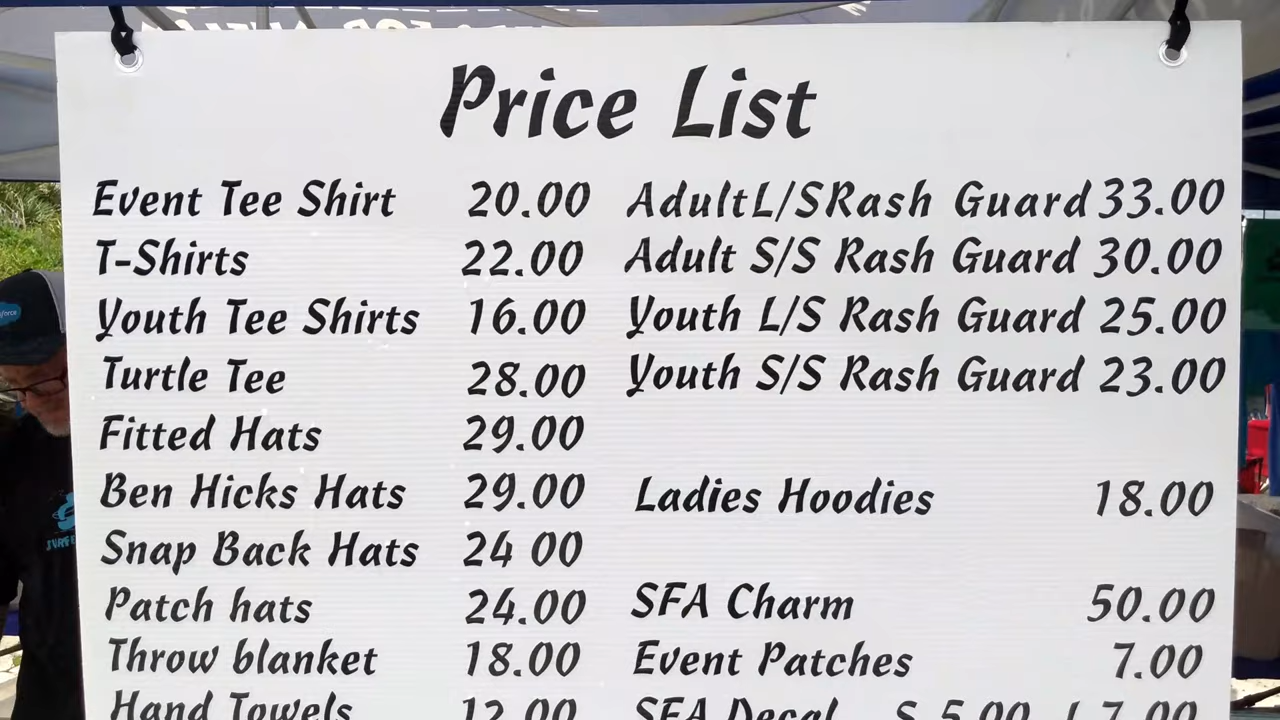 Price List
Event Tee Shirt 20.00
T-Shirts 22.00
Youth Tee Shirts 16.00
Turtle Tee 28.00
Fitted Hats 29.00
Ben Hicks Hats 29.00
Snap Back Hats 24 00
Patch hats 24.00
Throw blanket 18.00
Hand Towels 12.00
AdultL/SRash Guard 33.00
Adult S/S Rash Guard 30.00
Youth L/S Rash Guard 25.00
Youth S/S Rash Guard 23.00
Ladies Hoodies 18.00
SFA Charm 50.00
Event Patches 7.00
SFA Decal S 5.00 L 7.00